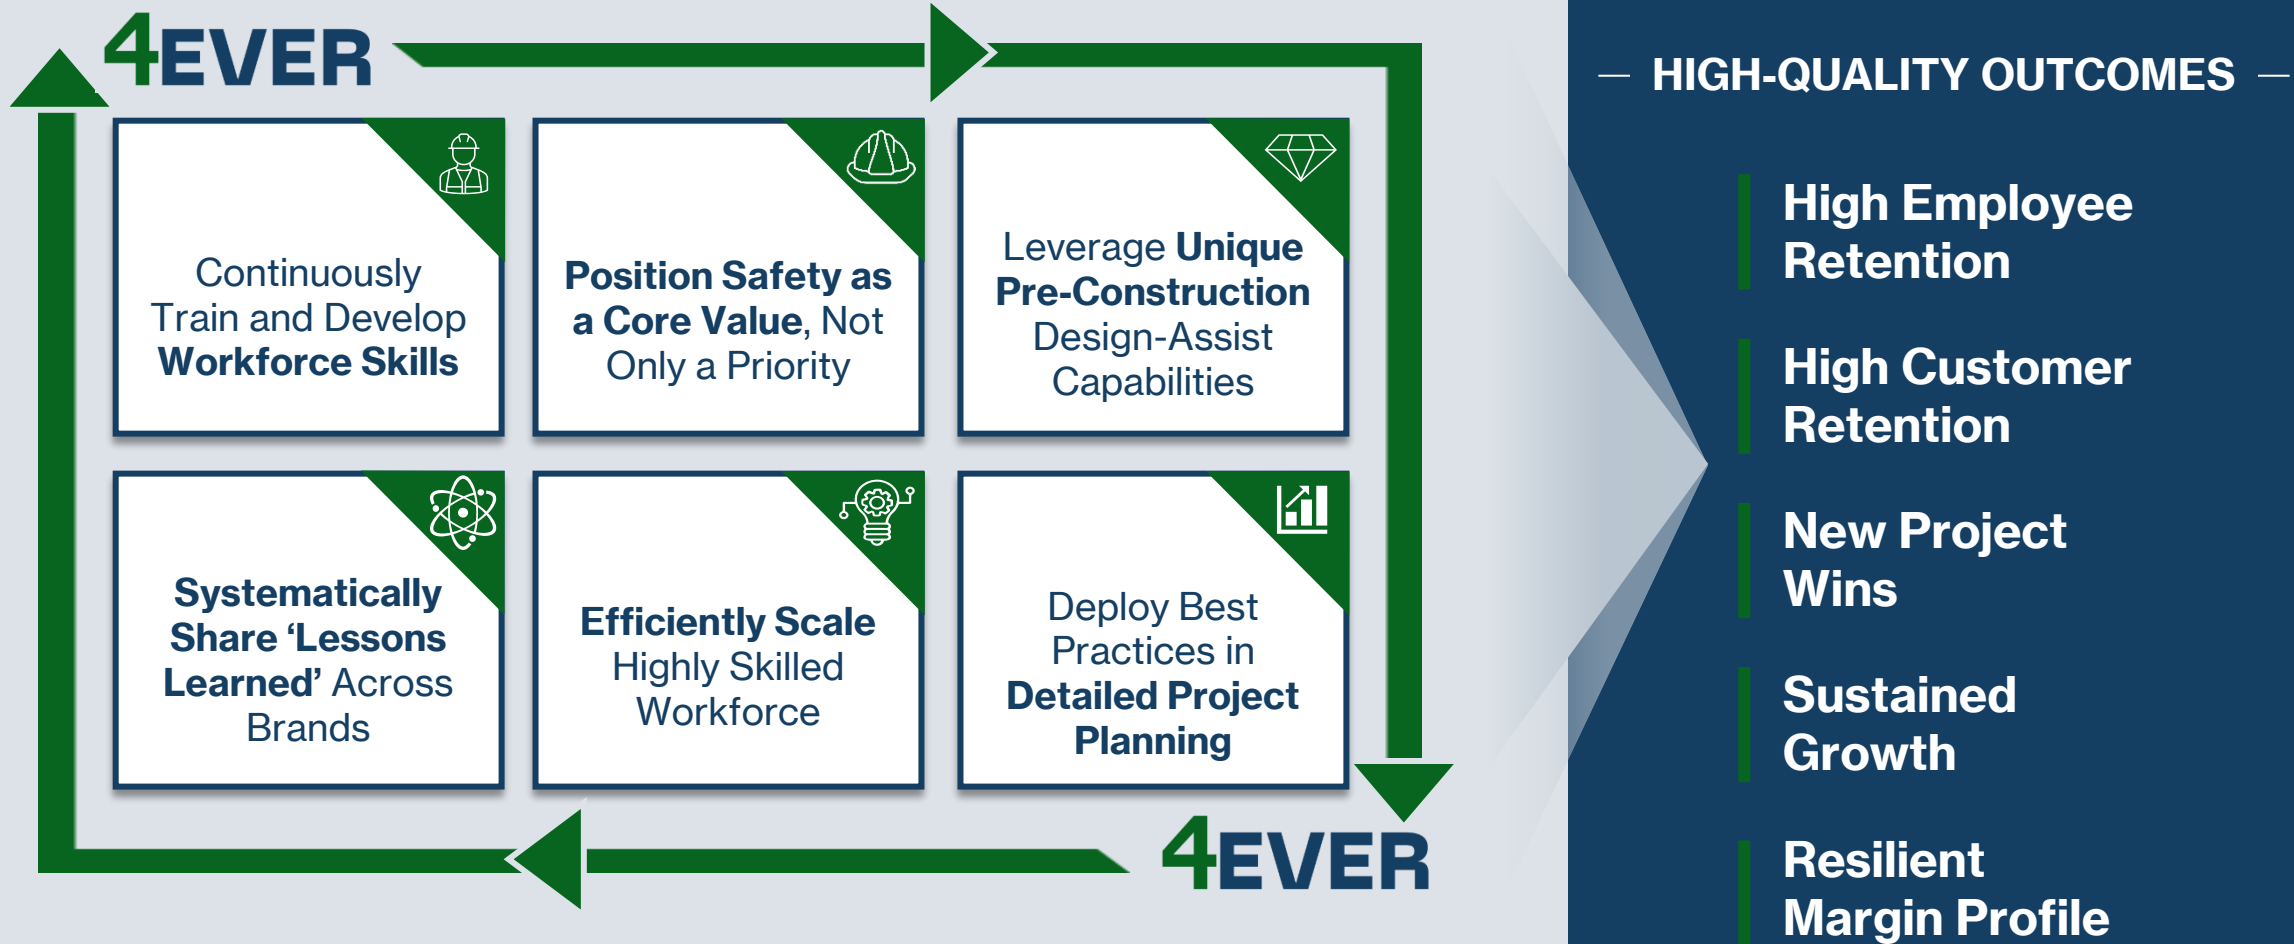 4EVER
Continuously
Train and Develop
Workforce Skills
Position Safety as
a Core Value, Not
Only a Priority
Leverage Unique
Pre-Construction
Design-Assist
Capabilities
Systematically
Share ‘Lessons
Learned’ Across
Brands
Efficiently Scale
Highly Skilled
Workforce
Deploy Best
Practices in
Detailed Project
Planning
4EVER
HIGH-QUALITY OUTCOMES
High Employee
Retention
High Customer
Retention
New Project
Wins
Sustained
Growth
Resilient
Margin Profile